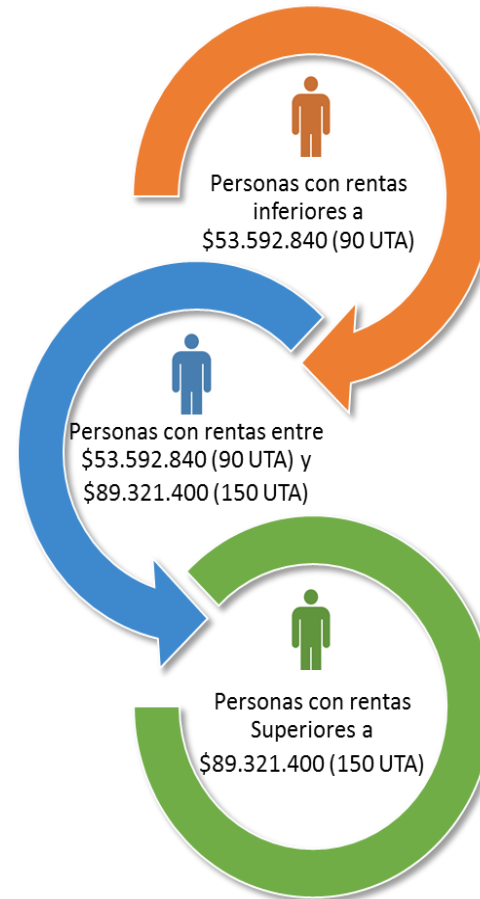 Personas con rentas
inferiores a
$53.592.840 (90 UTA)
Personas con rentas entre
$53.592.840 (90 UTA) y
$89.321.400 (150 UTA)
Personas con rentas
Superiores a
$89.321.400 (150 UTA)